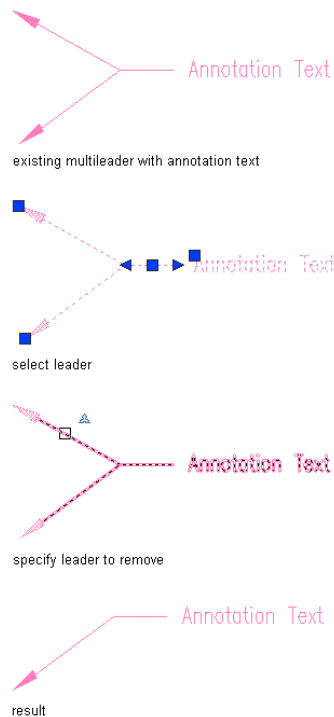 Annotation Text
existing multileader with annotation text
Annotation Text
select leader
Annotation Text
specify leader to remove
Annotation Text
result